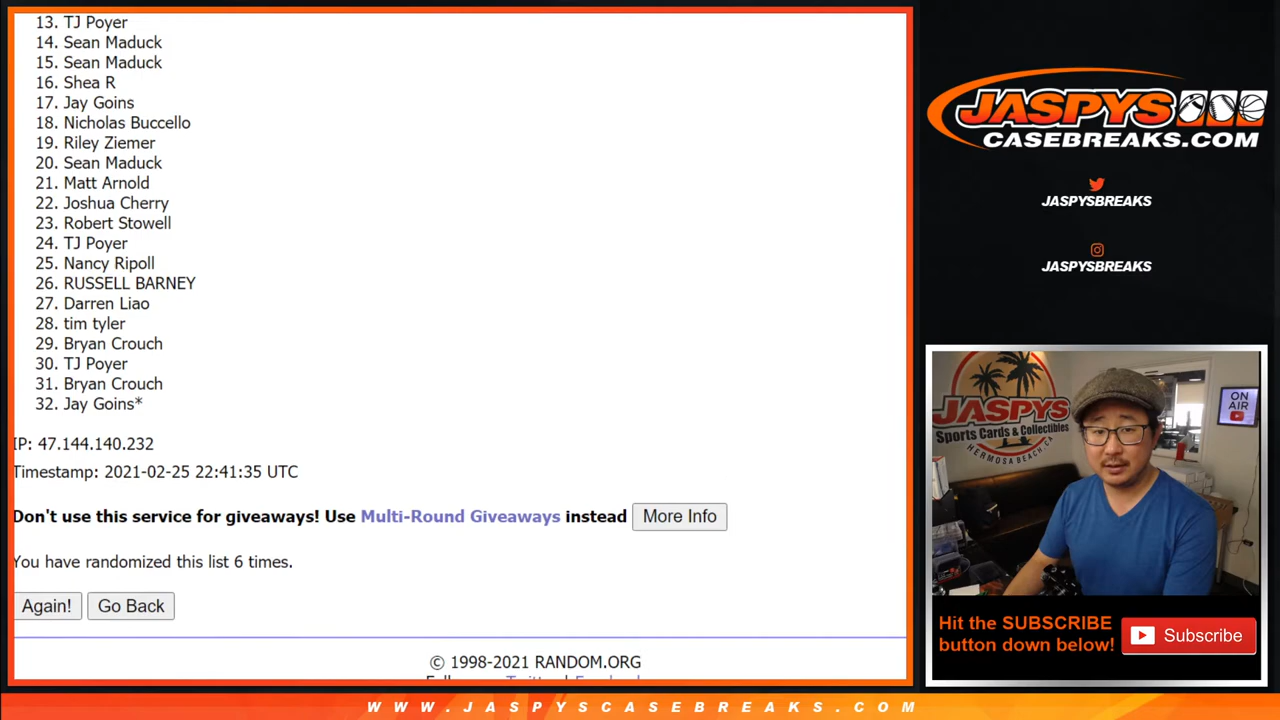 13. TJ Poyer
14. Sean Maduck
15. Sean Maduck
16. Shea R
17. Jay Goins
18. Nicholas Buccello
19. Riley Ziemer
20. Sean Maduck
21. Matt Arnold
22. Joshua Cherry
23. Robert Stowell
24. TJ Poyer
25. Nancy Ripoll
26. RUSSELL BARNEY
27. Darren Liao
28. tim tyler
29. Bryan Crouch
30. TJ Poyer
31. Bryan Crouch
32. Jay Goins*
IP: 47.144.140.232
Timestamp: 2021-02-25 22:41:35 UTC
Don't use this service for giveaways! Use Multi-Round Giveaways instead More Info
You have randomized this list 6 times.
Again! Go Back
© 1998-2021 RANDOM.ORG
JASPYS
CASEBREAKS.COM
JASPYSBREAKS
JASPYSBREAKS
JASPYS
Sports Cards & Collectibles
HERMOSA BEACH, CA
ON
AIR
Hit the SUBSCRIBE
button down below!
Subscribe
WWW.JASPYSCASEBREAKS.COM